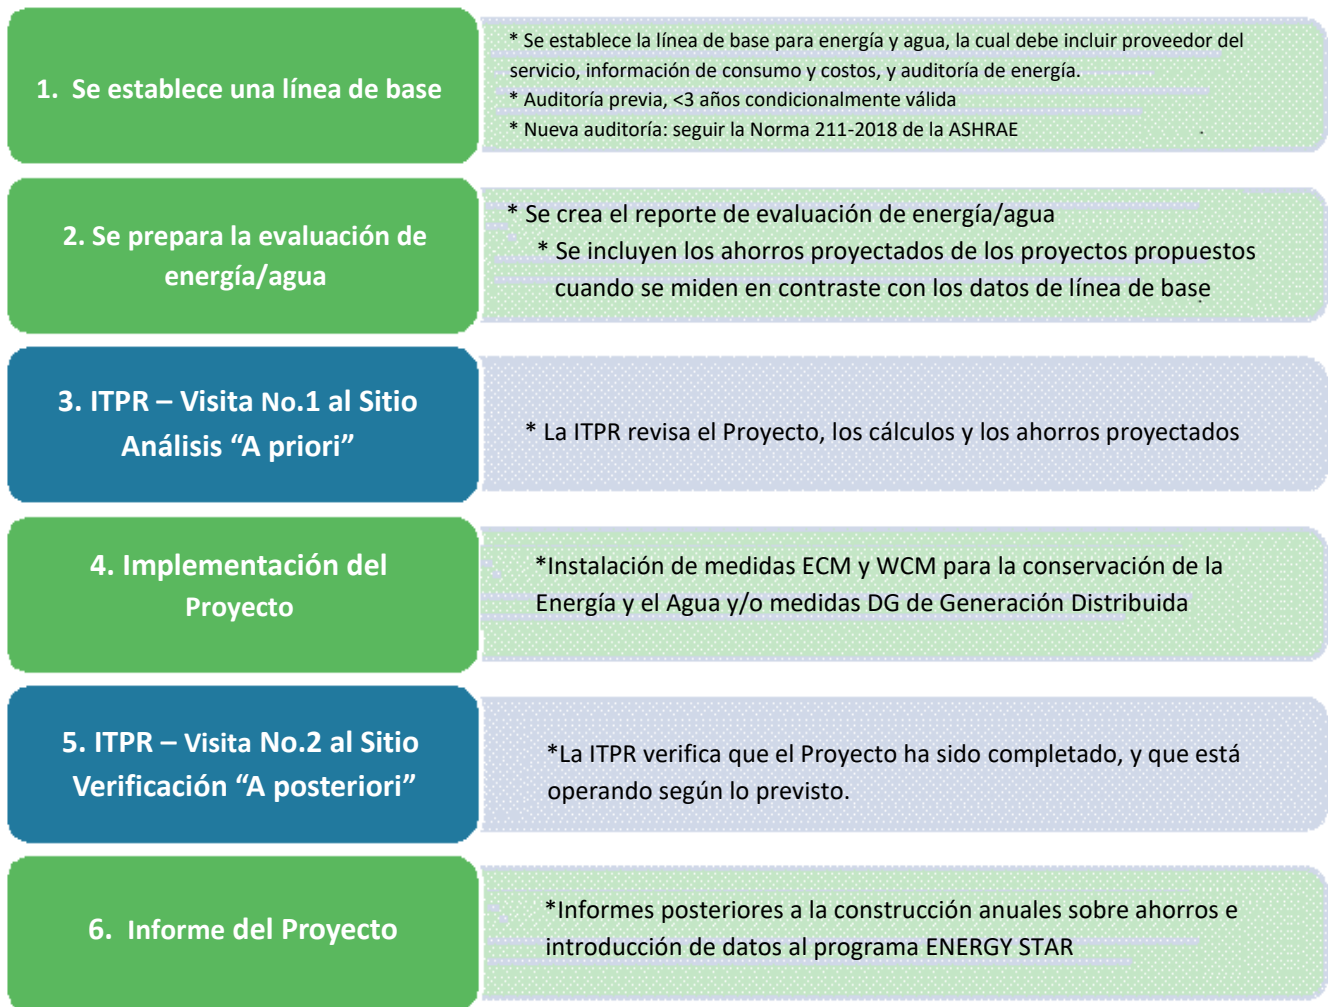 1. Se establece una línea de base
* Se establece la línea de base para energía y agua, la cual debe incluir proveedor del
servicio, información de consumo y costos, y auditoría de energía.
* Auditoría previa, <3 años condicionalmente válida
* Nueva auditoría: seguir la Norma 211-2018 de la ASHRAE
2. Se prepara la evaluación de
energía/agua
* Se crea el reporte de evaluación de energía/agua
* Se incluyen los ahorros proyectados de los proyectos propuestos
cuando se miden en contraste con los datos de línea de base
3. ITPR – Visita No.1 al Sitio
Análisis “A priori”
* La ITPR revisa el Proyecto, los cálculos y los ahorros proyectados
4. Implementación del
Proyecto
*Instalación de medidas ECM y WCM para la conservación de la
Energía y el Agua y/o medidas DG de Generación Distribuida
5. ITPR – Visita No.2 al Sitio
Verificación “A posteriori”
*La ITPR verifica que el Proyecto ha sido completado, y que está
operando según lo previsto.
6. Informe del Proyecto
*Informes posteriores a la construcción anuales sobre ahorros e
introducción de datos al programa ENERGY STAR